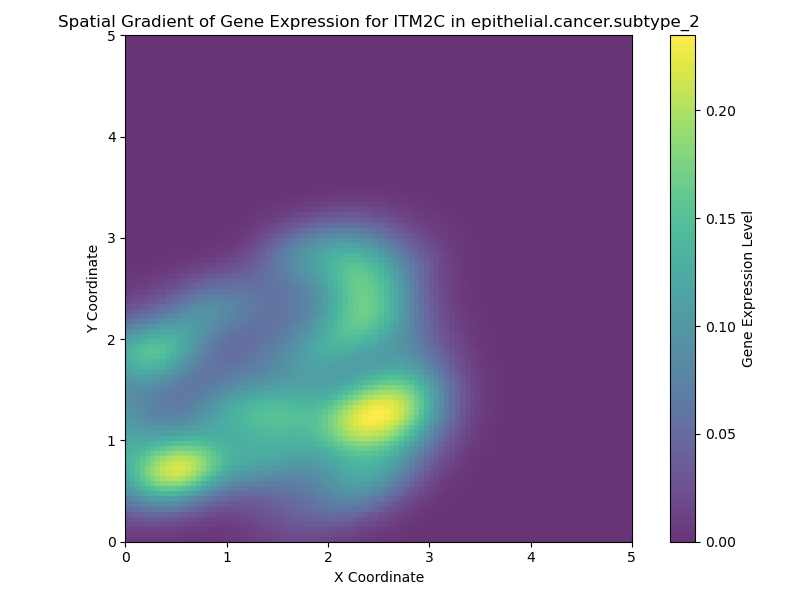 Spatial Gradient of Gene Expression for ITM2C in epithelial.cancer.subtype_2
5
4
3
2
1
0
Y Coordinate
0 1 2 3 4 5
X Coordinate
0.20
0.15
0.10
0.05
0.00
Gene Expression Level